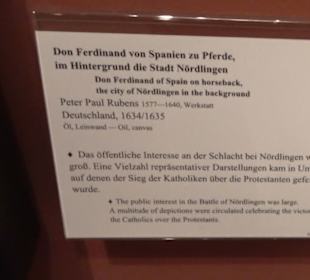 Don Ferdinand von Spanien zu Pferde,
im Hintergrund die Stadt Nördlingen
Don Ferdinand of Spain on horseback,
the city of Nördlingen in the background
Peter Paul Rubens 1577—1640, Werkstatt
Deutschland, 1634/1635
Öl, Leinwand — Oil, canvas
♦ Das öffentliche Interesse an der Schlacht bei Nördlingen
groß. Eine Vielzahl repräsentativer Darstellungen kam in
auf denen der Sieg der Katholiken über die Protestanten
wurde.
♦ The public interest in the Battle of Nördlingen was large.
A multitude of depictions were circulated celebrating the
the Catholics over the Protestants.